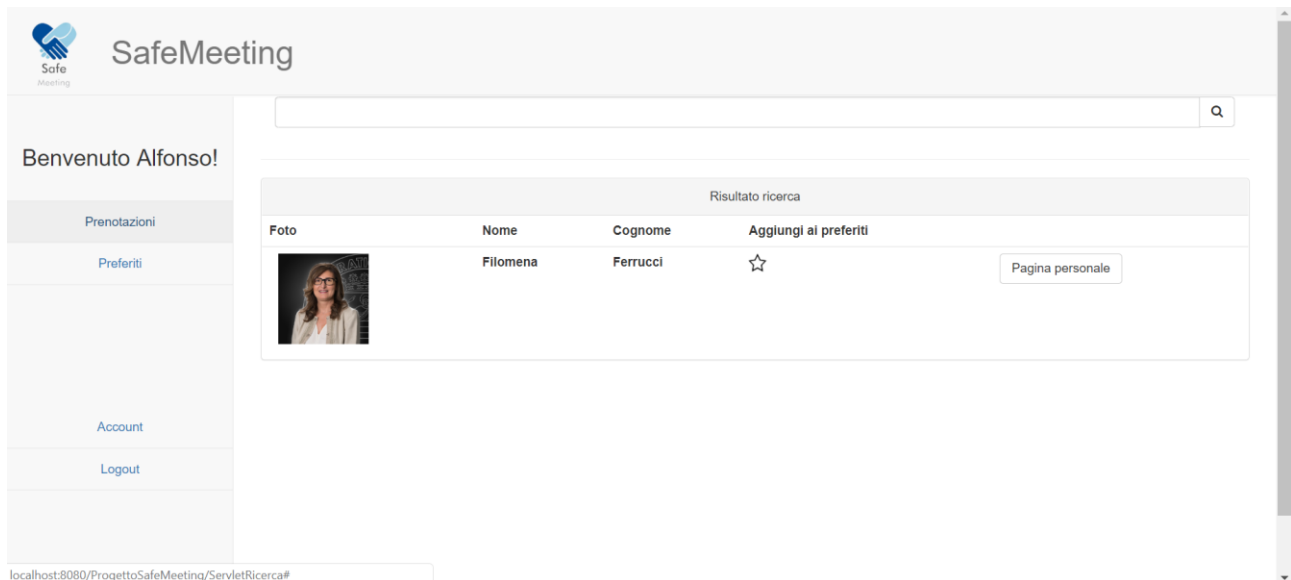 Safe
Meeting
SafeMeeting
Benvenuto Alfonso!
Prenotazioni
Preferiti
Account
Logout
Risultato ricerca
Foto Nome Cognome Aggiungi ai preferiti
Filomena Ferrucci Pagina personale
localhost:8080/ProgettoSafeMeeting/ServletRicerca#